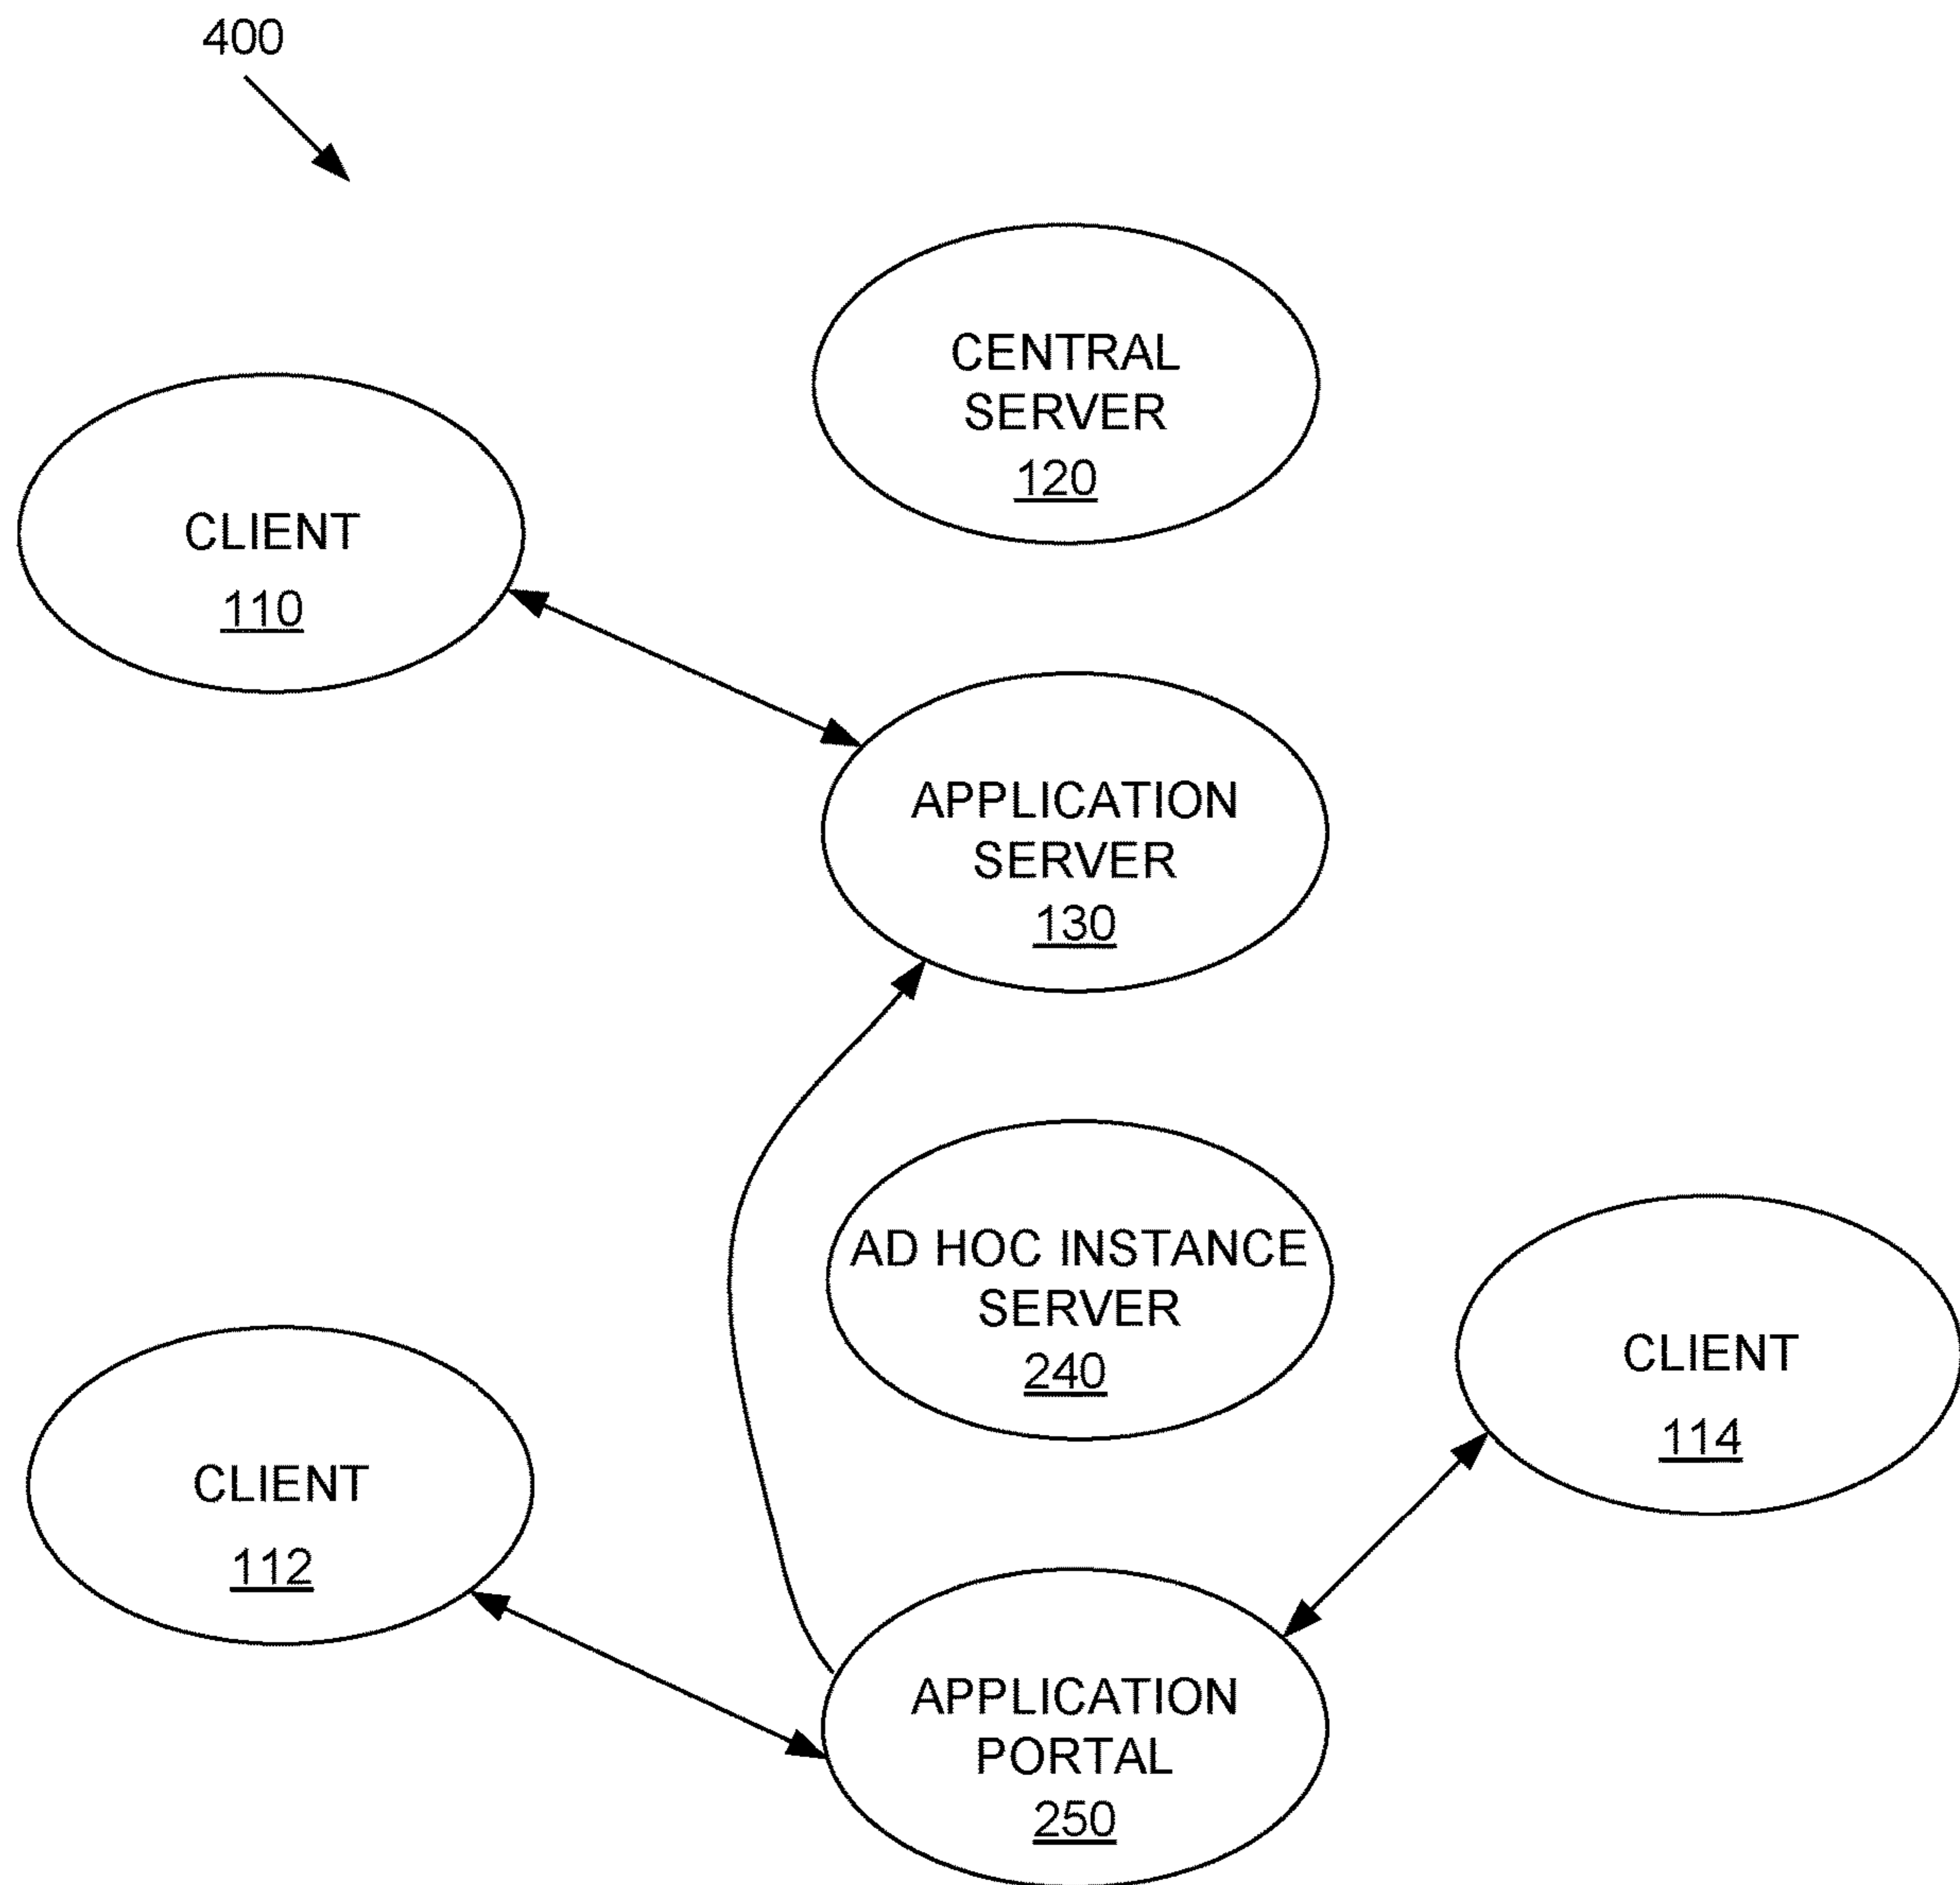 400
CENTRAL
SERVER
120
CLIENT
110
APPLICATION
SERVER
130
AD HOC INSTANCE
SERVER
240
CLIENT
114
CLIENT
112
APPLICATION
PORTAL
250